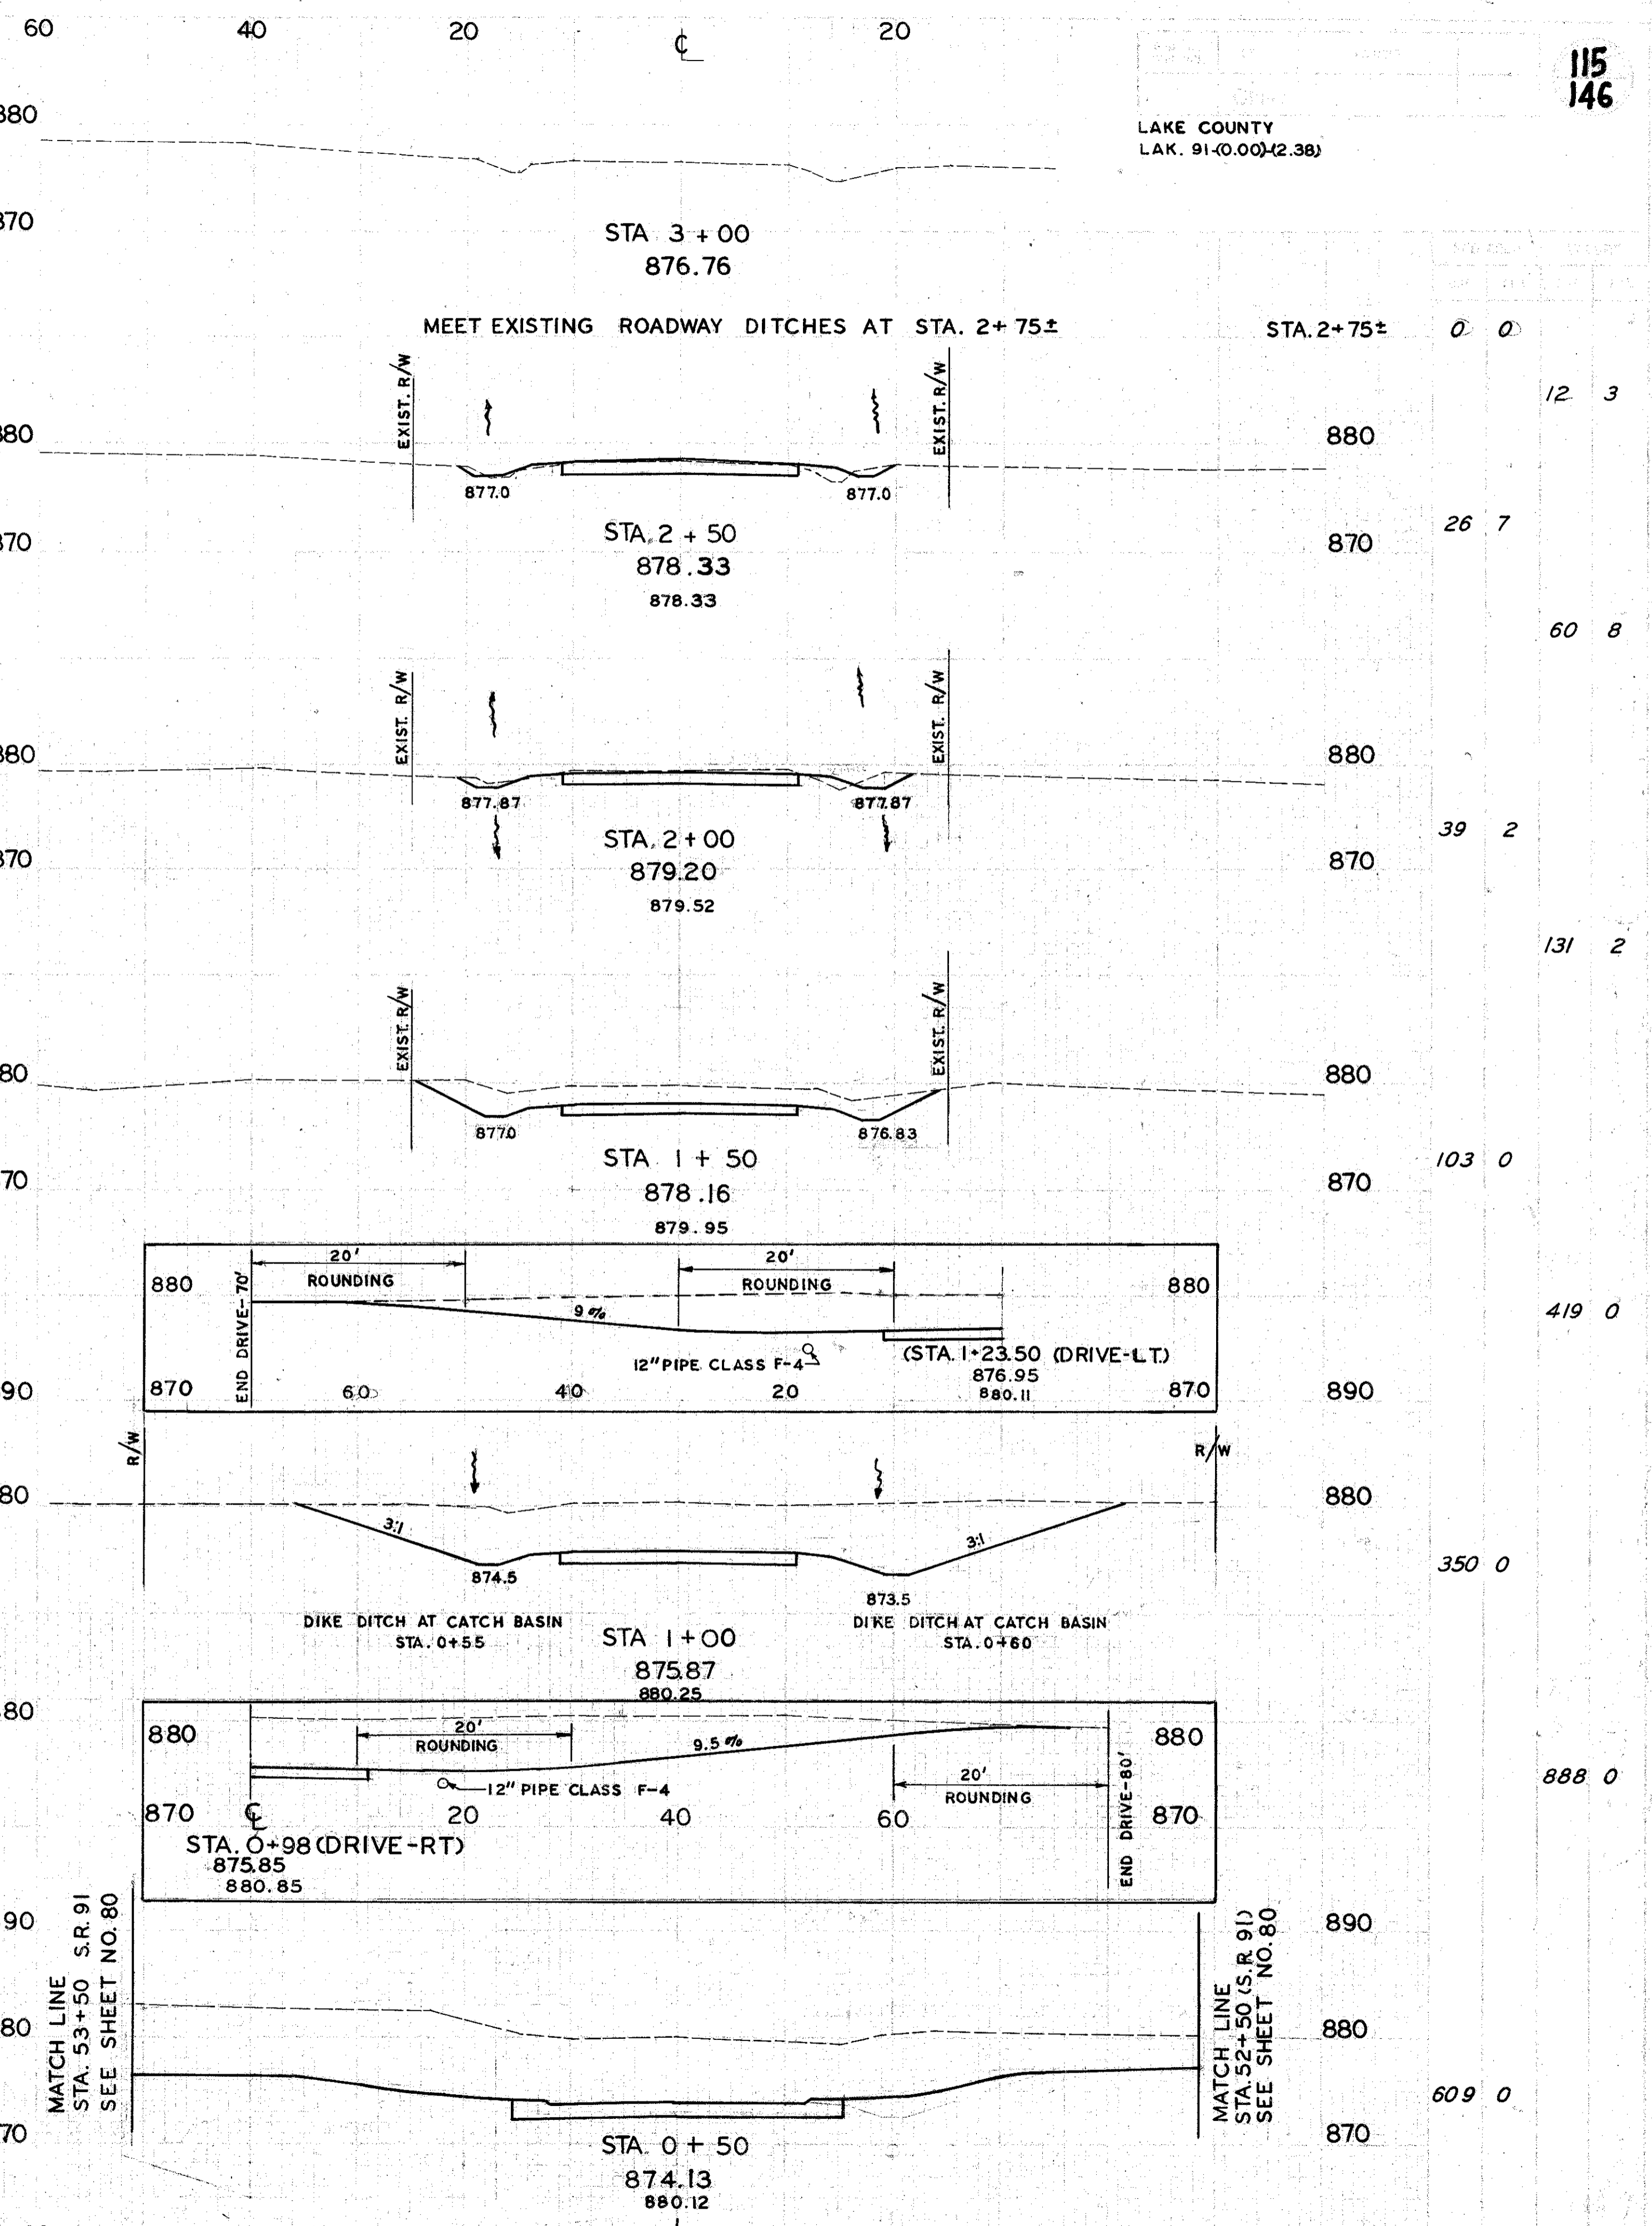 60 40 20 ℄ 20
115
146
LAKE COUNTY
LAK. 91-(0.00)-(2.38)
880
870
STA 3+00
876.76
MEET EXISTING ROADWAY DITCHES AT STA. 2+75±
STA. 2+75± 0 0
12 3
EXIST. R/W
EXIST. R/W
880 880
877.0 877.0
STA. 2+50
26 7
870 870
878.33
878.33
60 8
EXIST. R/W
EXIST. R/W
880 880
877.87 877.87
STA. 2+00
39 2
870 870
879.20
879.52
131 2
EXIST. R/W
EXIST. R/W
80 880
877.0 876.83
STA 1+50
103 0
70 870
878.16
879.95
20' 20'
880 ROUNDING ROUNDING 880
END DRIVE-70'
9%
419 0
12" PIPE CLASS F-4
(STA. 1+23.50 (DRIVE-LT.)
876.95
880.11
90 870 60 40 20 870 890
R/W R/W
80 880
3:1 3:1
874.5 873.5
350 0
DIKE DITCH AT CATCH BASIN
STA. 0+55
DIKE DITCH AT CATCH BASIN
STA. 0+60
STA 1+00
875.87
880.25
80
880 20' 880
ROUNDING
9.5%
12" PIPE CLASS F-4
20'
ROUNDING
END DRIVE-80'
888 0
870 ℄ 20 40 60 870
STA. 0+98 (DRIVE-RT)
875.85
880.85
90 890
MATCH LINE
STA. 53+50 S.R. 91
SEE SHEET NO. 80
MATCH LINE
STA. 52+50 (S.R. 91)
SEE SHEET NO. 80
80 880
609 0
70 870
STA. 0+50
874.13
880.12